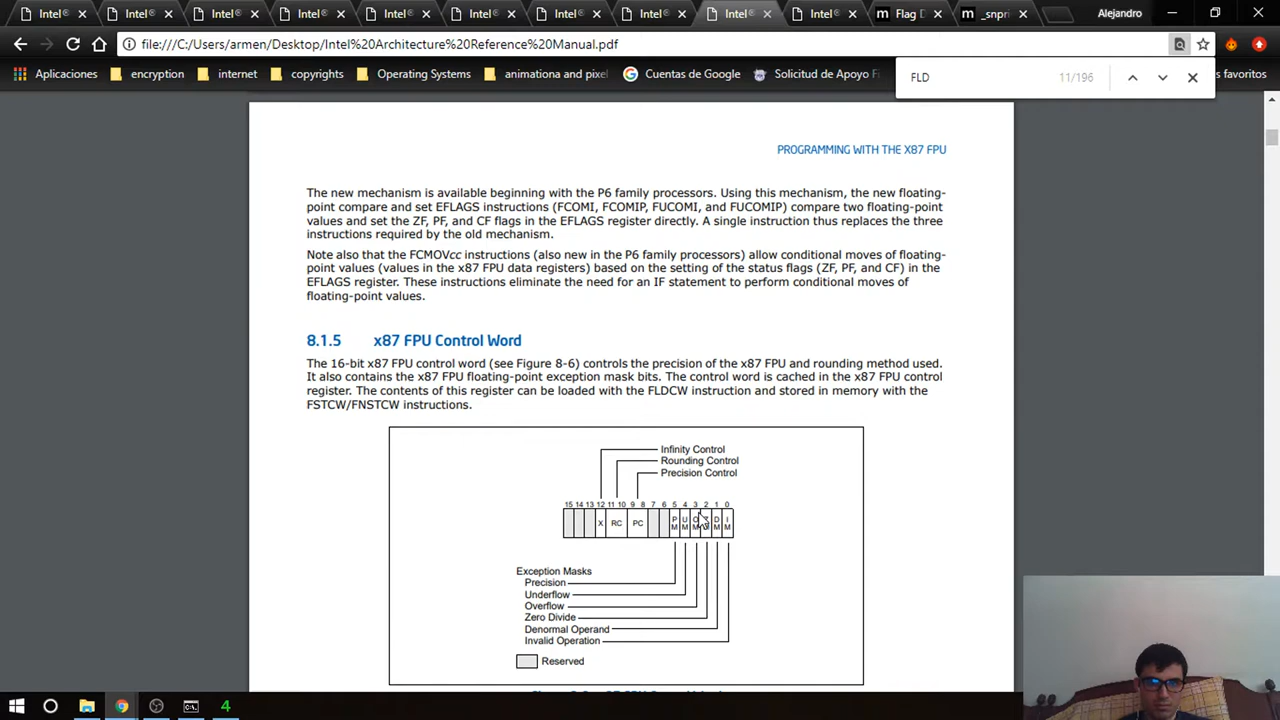 Intel® Intel® Intel® Intel® Intel® Intel® Intel® Intel® Intel® Intel® Flag D _snpri Alejandro
file:///C:/Users/armen/Desktop/Intel%20Architecture%20Reference%20Manual.pdf
Aplicaciones encryption internet copyrights Operating Systems animationa and pixel Cuentas de Google Solicitud de Apoyo Fi s favoritos
FLD 11/196
PROGRAMMING WITH THE X87 FPU
The new mechanism is available beginning with the P6 family processors. Using this mechanism, the new floating-
point compare and set EFLAGS instructions (FCOMI, FCOMIP, FUCOMI, and FUCOMIP) compare two floating-point
values and set the ZF, PF, and CF flags in the EFLAGS register directly. A single instruction thus replaces the three
instructions required by the old mechanism.
Note also that the FCMOVcc instructions (also new in the P6 family processors) allow conditional moves of floating-
point values (values in the x87 FPU data registers) based on the setting of the status flags (ZF, PF, and CF) in the
EFLAGS register. These instructions eliminate the need for an IF statement to perform conditional moves of
floating-point values.
8.1.5 x87 FPU Control Word
The 16-bit x87 FPU control word (see Figure 8-6) controls the precision of the x87 FPU and rounding method used.
It also contains the x87 FPU floating-point exception mask bits. The control word is cached in the x87 FPU control
register. The contents of this register can be loaded with the FLDCW instruction and stored in memory with the
FSTCW/FNSTCW instructions.
Infinity Control
Rounding Control
Precision Control
15 14 13 12 11 10 9 8 7 6 5 4 3 2 1 0
X RC PC P U O D I
M M M M M
Exception Masks
Precision
Underflow
Overflow
Zero Divide
Denormal Operand
Invalid Operation
Reserved